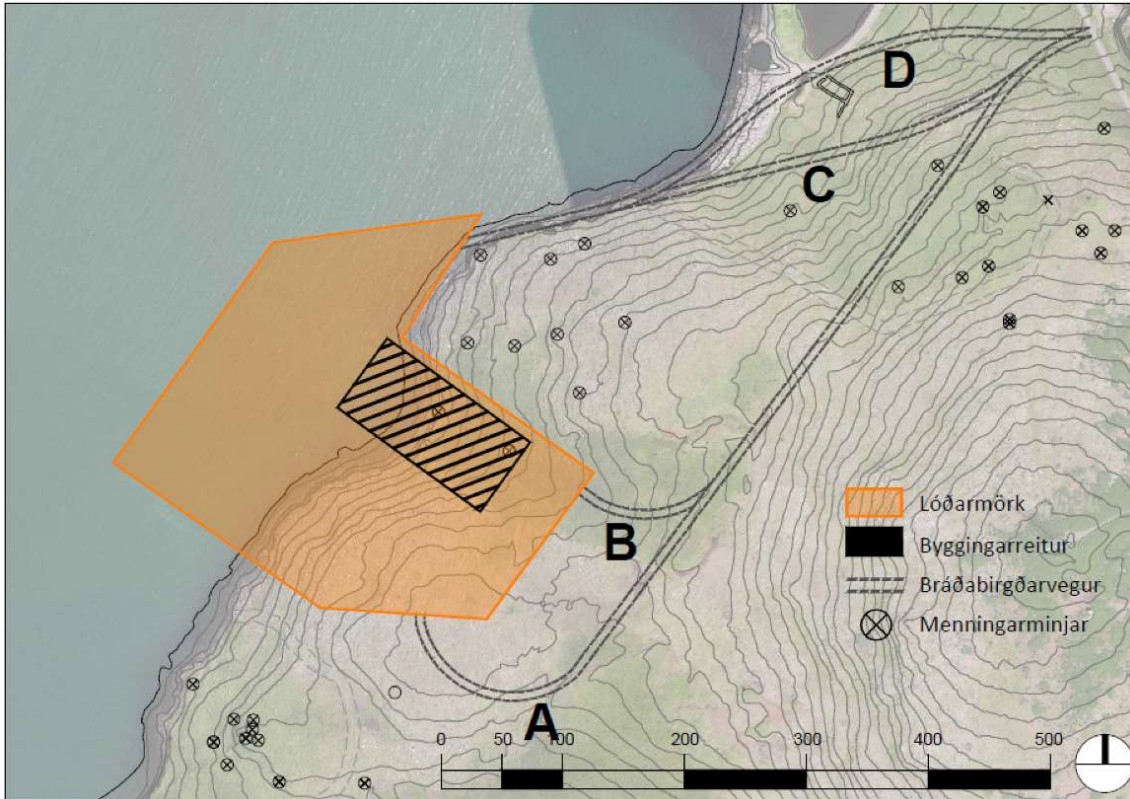 D
C
Lóðarmörk
Byggingarreitur
B
Bráðabirgðarvegur
Menningarminjar
A
0 50 100 200 300 400 500